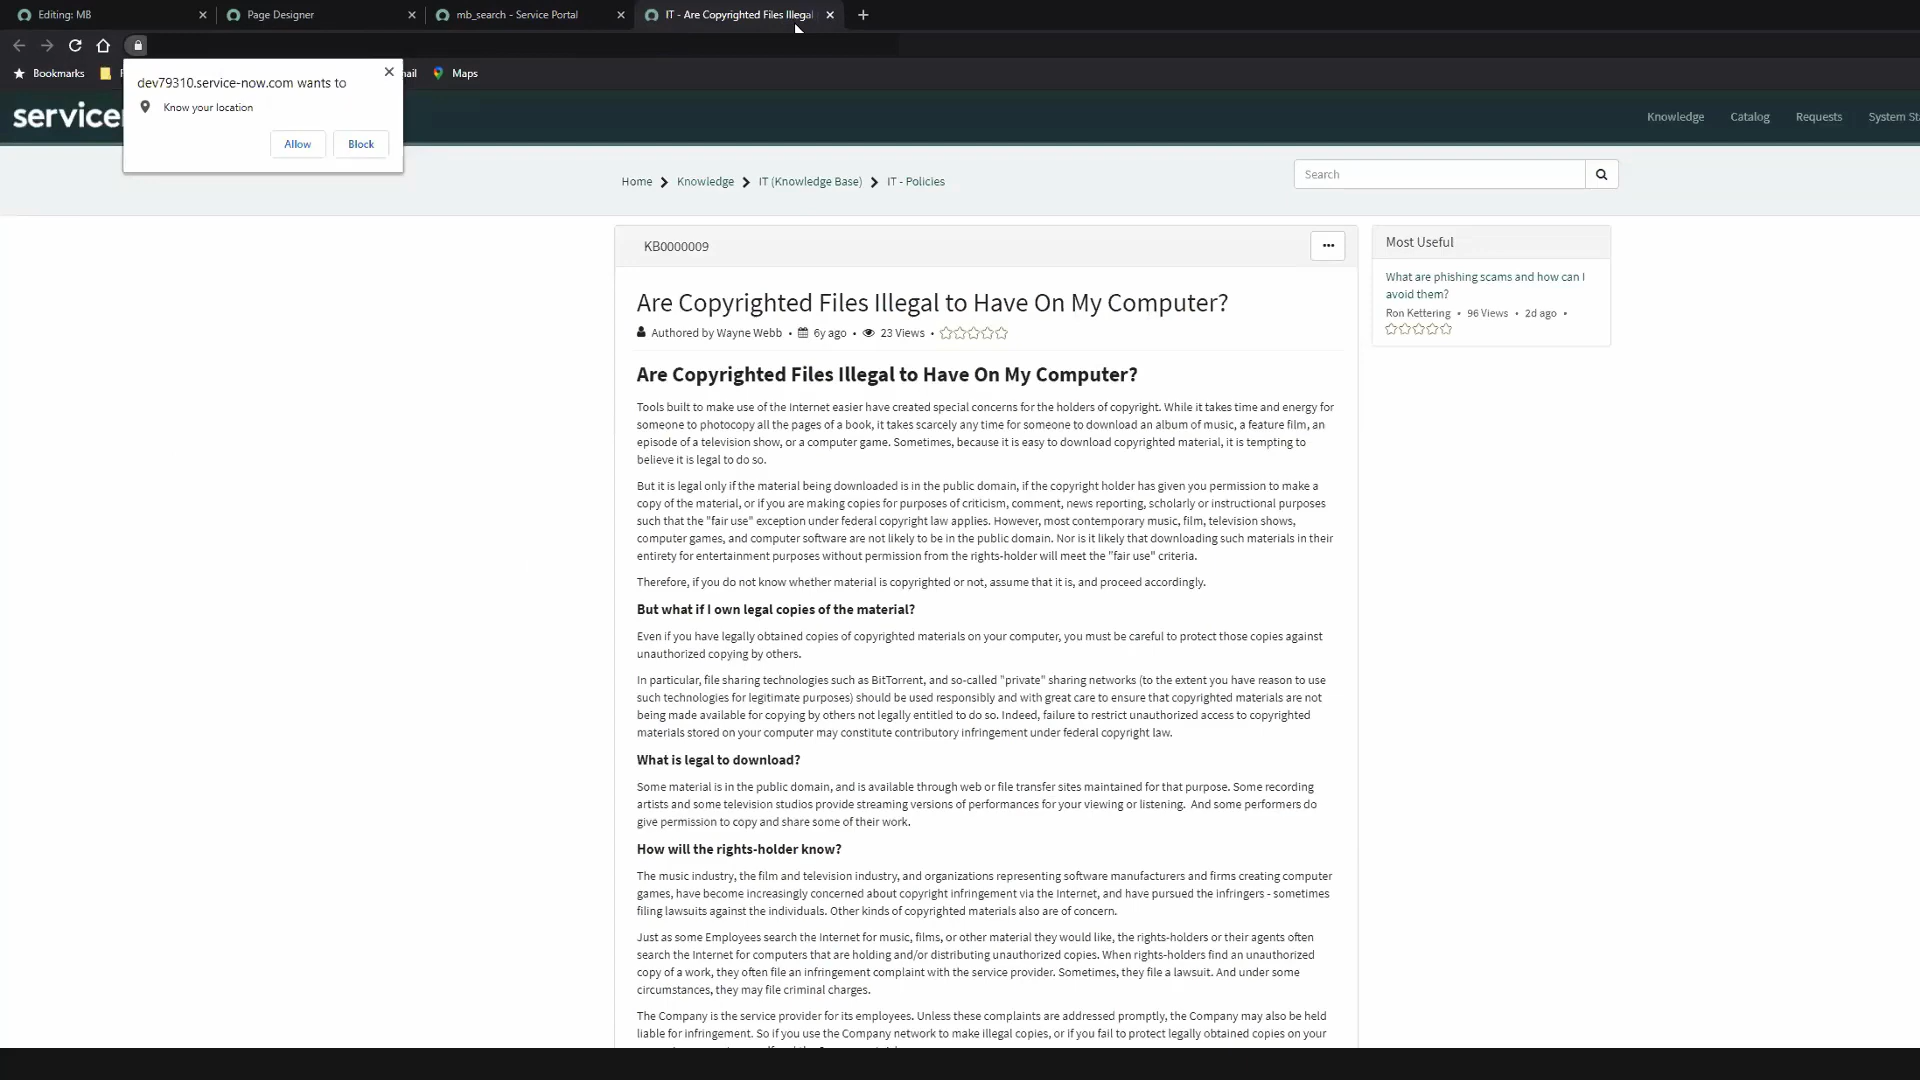 Editing: MB
Page Designer
mb_search - Service Portal
IT - Are Copyrighted Files Illegal
Bookmarks
Maps
dev79310.service-now.com wants to
Know your location
Allow
Block
Knowledge
Catalog
Requests
Home
Knowledge
IT (Knowledge Base)
IT - Policies
Search
KB0000009
•••
Are Copyrighted Files Illegal to Have On My Computer?
Authored by Wayne Webb • 6y ago • 23 Views •
Are Copyrighted Files Illegal to Have On My Computer?
Tools built to make use of the Internet easier have created special concerns for the holders of copyright. While it takes time and energy for
someone to photocopy all the pages of a book, it takes scarcely any time for someone to download an album of music, a feature film, an
episode of a television show, or a computer game. Sometimes, because it is easy to download copyrighted material, it is tempting to
believe it is legal to do so.
But it is legal only if the material being downloaded is in the public domain, if the copyright holder has given you permission to make a
copy of the material, or if you are making copies for purposes of criticism, comment, news reporting, scholarly or instructional purposes
such that the "fair use" exception under federal copyright law applies. However, most contemporary music, film, television shows,
computer games, and computer software are not likely to be in the public domain. Nor is it likely that downloading such materials in their
entirety for entertainment purposes without permission from the rights-holder will meet the "fair use" criteria.
Therefore, if you do not know whether material is copyrighted or not, assume that it is, and proceed accordingly.
But what if I own legal copies of the material?
Even if you have legally obtained copies of copyrighted materials on your computer, you must be careful to protect those copies against
unauthorized copying by others.
In particular, file sharing technologies such as BitTorrent, and so-called "private" sharing networks (to the extent you have reason to use
such technologies for legitimate purposes) should be used responsibly and with great care to ensure that copyrighted materials are not
being made available for copying by others not legally entitled to do so. Indeed, failure to restrict unauthorized access to copyrighted
materials stored on your computer may constitute contributory infringement under federal copyright law.
What is legal to download?
Some material is in the public domain, and is available through web or file transfer sites maintained for that purpose. Some recording
artists and some television studios provide streaming versions of performances for your viewing or listening. And some performers do
give permission to copy and share some of their work.
How will the rights-holder know?
The music industry, the film and television industry, and organizations representing software manufacturers and firms creating computer
games, have become increasingly concerned about copyright infringement via the Internet, and have pursued the infringers - sometimes
filing lawsuits against the individuals. Other kinds of copyrighted materials also are of concern.
Just as some Employees search the Internet for music, films, or other material they would like, the rights-holders or their agents often
search the Internet for computers that are holding and/or distributing unauthorized copies. When rights-holders find an unauthorized
copy of a work, they often file an infringement complaint with the service provider. Sometimes, they file a lawsuit. And under some
circumstances, they may file criminal charges.
The Company is the service provider for its employees. Unless these complaints are addressed promptly, the Company may also be held
liable for infringement. So if you use the Company network to make illegal copies, or if you fail to protect legally obtained copies on your
Most Useful
What are phishing scams and how can I
avoid them?
Ron Kettering • 96 Views • 2d ago •